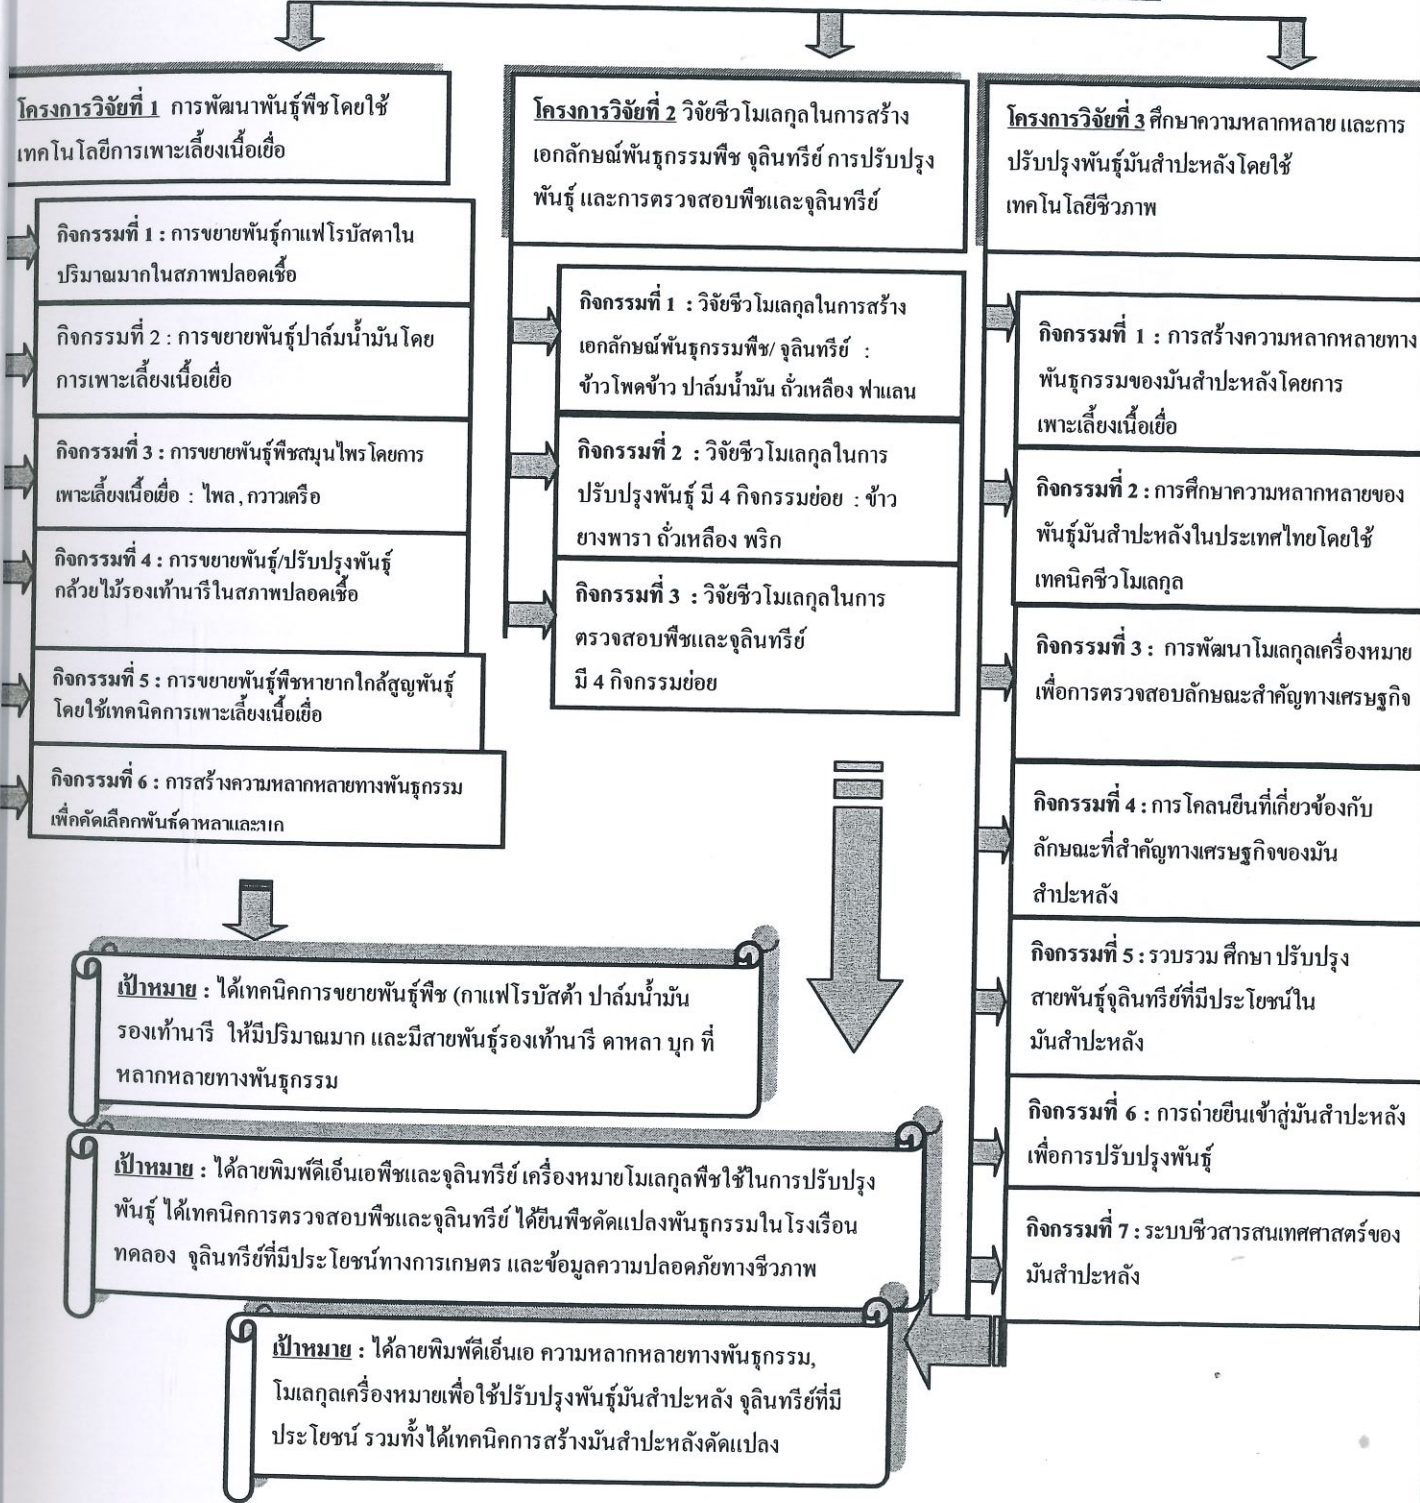 โครงการวิจัยที่ 1 การพัฒนาพันธุ์พืชโดยใช้
เทคโนโลยีการเพาะเลี้ยงเนื้อเยื่อ
กิจกรรมที่ 1 : การขยายพันธุ์กาแฟโรบัสตาใน
ปริมาณมากในสภาพปลอดเชื้อ
กิจกรรมที่ 2 : การขยายพันธุ์ปาล์มน้ำมันโดย
การเพาะเลี้ยงเนื้อเยื่อ
กิจกรรมที่ 3 : การขยายพันธุ์พืชสมุนไพรโดยการ
เพาะเลี้ยงเนื้อเยื่อ : ไพล , กวาวเครือ
กิจกรรมที่ 4 : การขยายพันธุ์/ปรับปรุงพันธุ์
กล้วยไม้รองเท้านารีในสภาพปลอดเชื้อ
กิจกรรมที่ 5 : การขยายพันธุ์พืชหายากใกล้สูญพันธุ์
โดยใช้เทคนิคการเพาะเลี้ยงเนื้อเยื่อ
กิจกรรมที่ 6 : การสร้างความหลากหลายทางพันธุกรรม
เพื่อคัดเลือกพันธุ์ดาหลาและบุก
โครงการวิจัยที่ 2 วิจัยชีวโมเลกุลในการสร้าง
เอกลักษณ์พันธุกรรมพืช จุลินทรีย์ การปรับปรุง
พันธุ์ และการตรวจสอบพืชและจุลินทรีย์
กิจกรรมที่ 1 : วิจัยชีวโมเลกุลในการสร้าง
เอกลักษณ์พันธุกรรมพืช/ จุลินทรีย์ :
ข้าวโพดข้าว ปาล์มน้ำมัน ถั่วเหลือง ฟาแลน
กิจกรรมที่ 2 : วิจัยชีวโมเลกุลในการ
ปรับปรุงพันธุ์ มี 4 กิจกรรมย่อย : ข้าว
ยางพารา ถั่วเหลือง พริก
กิจกรรมที่ 3 : วิจัยชีวโมเลกุลในการ
ตรวจสอบพืชและจุลินทรีย์
มี 4 กิจกรรมย่อย
โครงการวิจัยที่ 3 ศึกษาความหลากหลาย และการ
ปรับปรุงพันธุ์มันสำปะหลังโดยใช้
เทคโนโลยีชีวภาพ
กิจกรรมที่ 1 : การสร้างความหลากหลายทาง
พันธุกรรมของมันสำปะหลังโดยการ
เพาะเลี้ยงเนื้อเยื่อ
กิจกรรมที่ 2 : การศึกษาความหลากหลายของ
พันธุ์มันสำปะหลังในประเทศไทยโดยใช้
เทคนิคชีวโมเลกุล
กิจกรรมที่ 3 : การพัฒนาโมเลกุลเครื่องหมาย
เพื่อการตรวจสอบลักษณะสำคัญทางเศรษฐกิจ
กิจกรรมที่ 4 : การโคลนยีนที่เกี่ยวข้องกับ
ลักษณะที่สำคัญทางเศรษฐกิจของมัน
สำปะหลัง
กิจกรรมที่ 5 : รวบรวม ศึกษา ปรับปรุง
สายพันธุ์จุลินทรีย์ที่มีประโยชน์ใน
มันสำปะหลัง
กิจกรรมที่ 6 : การถ่ายยีนเข้าสู่มันสำปะหลัง
เพื่อการปรับปรุงพันธุ์
กิจกรรมที่ 7 : ระบบชีวสารสนเทศศาสตร์ของ
มันสำปะหลัง
เป้าหมาย : ได้เทคนิคการขยายพันธุ์พืช (กาแฟโรบัสต้า ปาล์มน้ำมัน
รองเท้านารี ให้มีปริมาณมาก และมีสายพันธุ์รองเท้านารี ดาหลา บุก ที่
หลากหลายทางพันธุกรรม
เป้าหมาย : ได้ลายพิมพ์ดีเอ็นเอพืชและจุลินทรีย์ เครื่องหมายโมเลกุลพืชใช้ในการปรับปรุง
พันธุ์ ได้เทคนิคการตรวจสอบพืชและจุลินทรีย์ ได้ยีนพืชดัดแปลงพันธุกรรมในโรงเรือน
ทดลอง จุลินทรีย์ที่มีประโยชน์ทางการเกษตร และข้อมูลความปลอดภัยทางชีวภาพ
เป้าหมาย : ได้ลายพิมพ์ดีเอ็นเอ ความหลากหลายทางพันธุกรรม,
โมเลกุลเครื่องหมายเพื่อใช้ปรับปรุงพันธุ์มันสำปะหลัง จุลินทรีย์ที่มี
ประโยชน์ รวมทั้งได้เทคนิคการสร้างมันสำปะหลังดัดแปลง